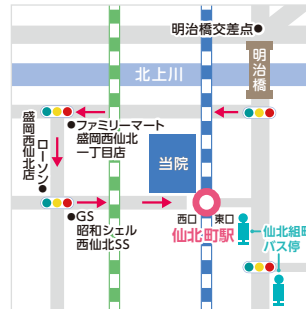 明治橋交差点
明治橋
北上川
ファミリーマート
盛岡西仙北
一丁目店
ローソン
盛岡西仙北店
当院
西口
東口
仙北町駅
GS
昭和シェル
西仙北SS
仙北組町
バス停